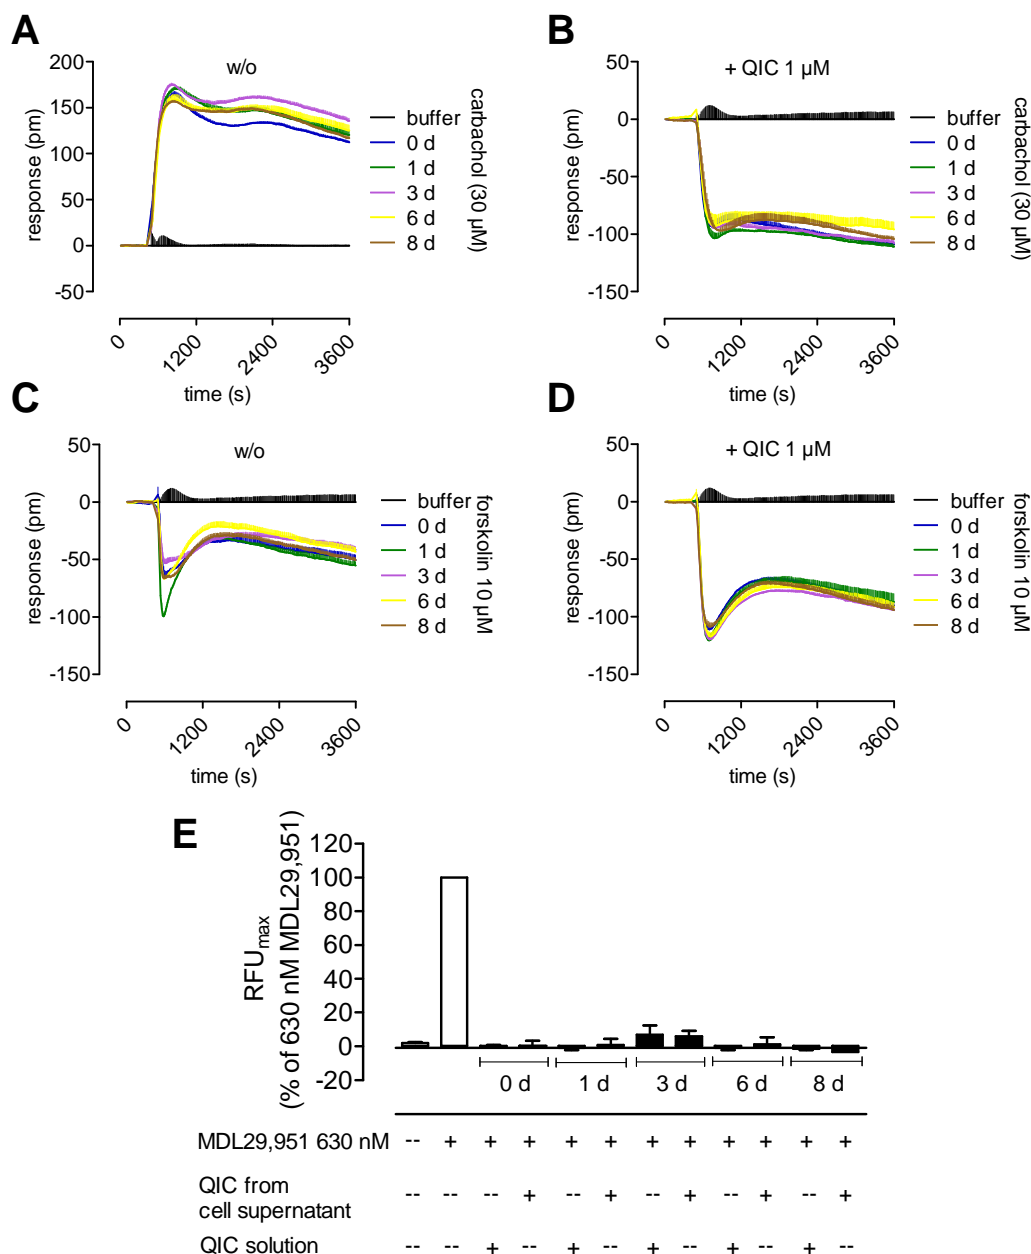 A
w/o
response (pm)
200
150
100
50
0
-50
0
1200
2400
3600
time (s)
buffer
0 d
1 d
3 d
6 d
8 d
carbachol (30 µM)
B
+ QIC 1 µM
response (pm)
50
0
-50
-100
-150
0
1200
2400
3600
time (s)
buffer
0 d
1 d
3 d
6 d
8 d
carbachol (30 µM)
C
w/o
response (pm)
50
0
-50
-100
-150
0
1200
2400
3600
time (s)
buffer
0 d
1 d
3 d
6 d
8 d
forskolin 10 µM
D
+ QIC 1 µM
response (pm)
50
0
-50
-100
-150
0
1200
2400
3600
time (s)
buffer
0 d
1 d
3 d
6 d
8 d
forskolin 10 µM
E
RFUmax
(% of 630 nM MDL29,951)
120
100
80
60
40
20
0
-20
0 d 1 d 3 d 6 d 8 d
MDL29,951 630 nM -- + + + + + + + + + + +
QIC from
cell supernatant -- -- -- + -- + -- + -- + -- +
QIC solution -- -- + -- + -- + -- + -- + --